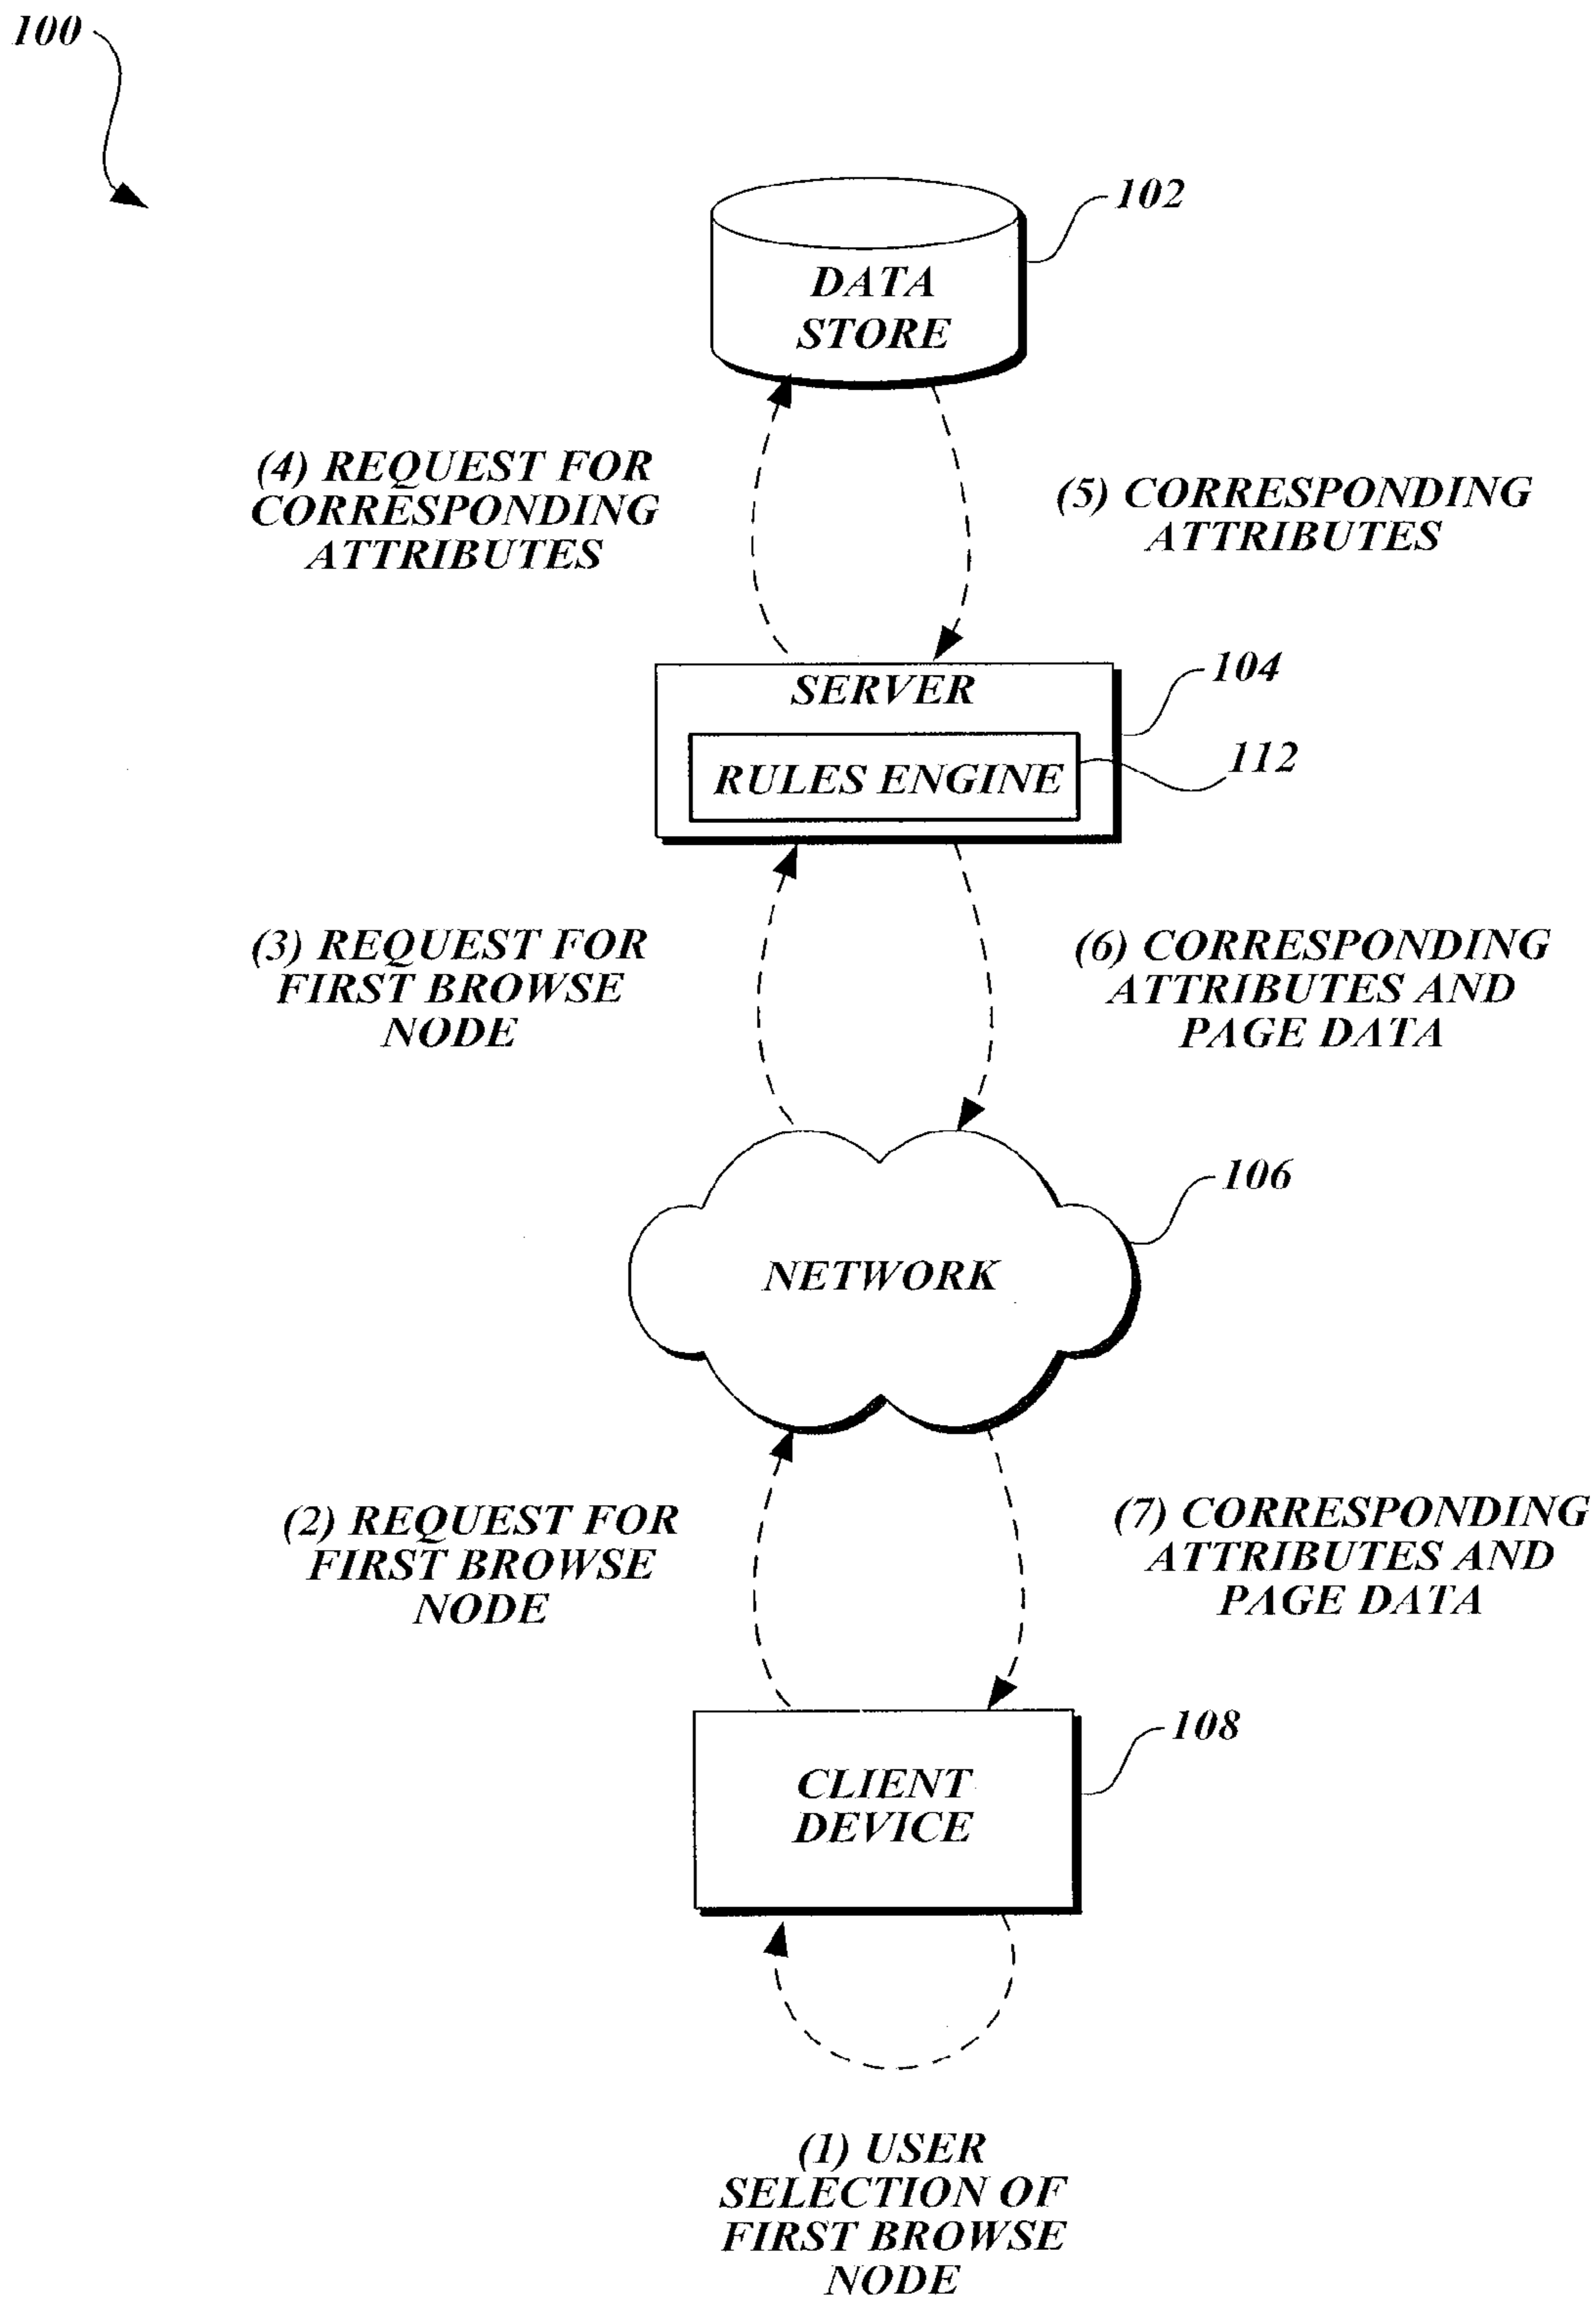 100
102
DATA
STORE
(4) REQUEST FOR
CORRESPONDING
ATTRIBUTES
(5) CORRESPONDING
ATTRIBUTES
104
SERVER
112
RULES ENGINE
(3) REQUEST FOR
FIRST BROWSE
NODE
(6) CORRESPONDING
ATTRIBUTES AND
PAGE DATA
106
NETWORK
(2) REQUEST FOR
FIRST BROWSE
NODE
(7) CORRESPONDING
ATTRIBUTES AND
PAGE DATA
108
CLIENT
DEVICE
(1) USER
SELECTION OF
FIRST BROWSE
NODE